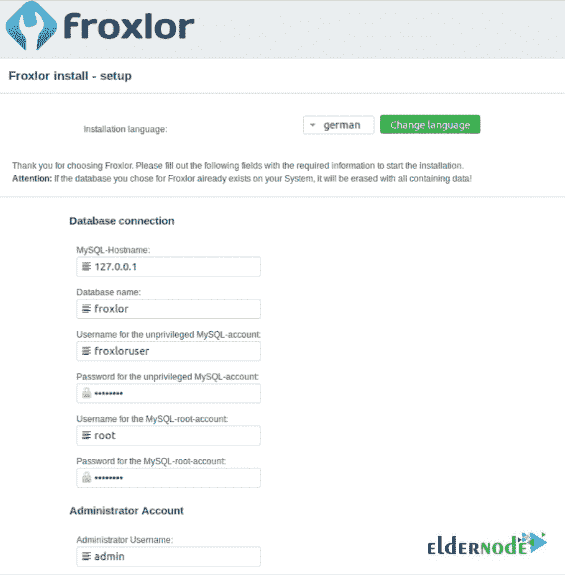 froxlor
Froxlor install - setup
Installation language:
german
Change language
Thank you for choosing Froxlor. Please fill out the following fields with the required information to start the installation.
Attention: If the database you chose for Froxlor already exists on your System, it will be erased with all containing data!
Database connection
MySQL-Hostname:
127.0.0.1
Database name:
froxlor
Username for the unprivileged MySQL-account:
froxloruser
Password for the unprivileged MySQL-account:
••••••••
Username for the MySQL-root-account:
root
Password for the MySQL-root-account:
••••••••
Administrator Account
Administrator Username:
admin
elderNode